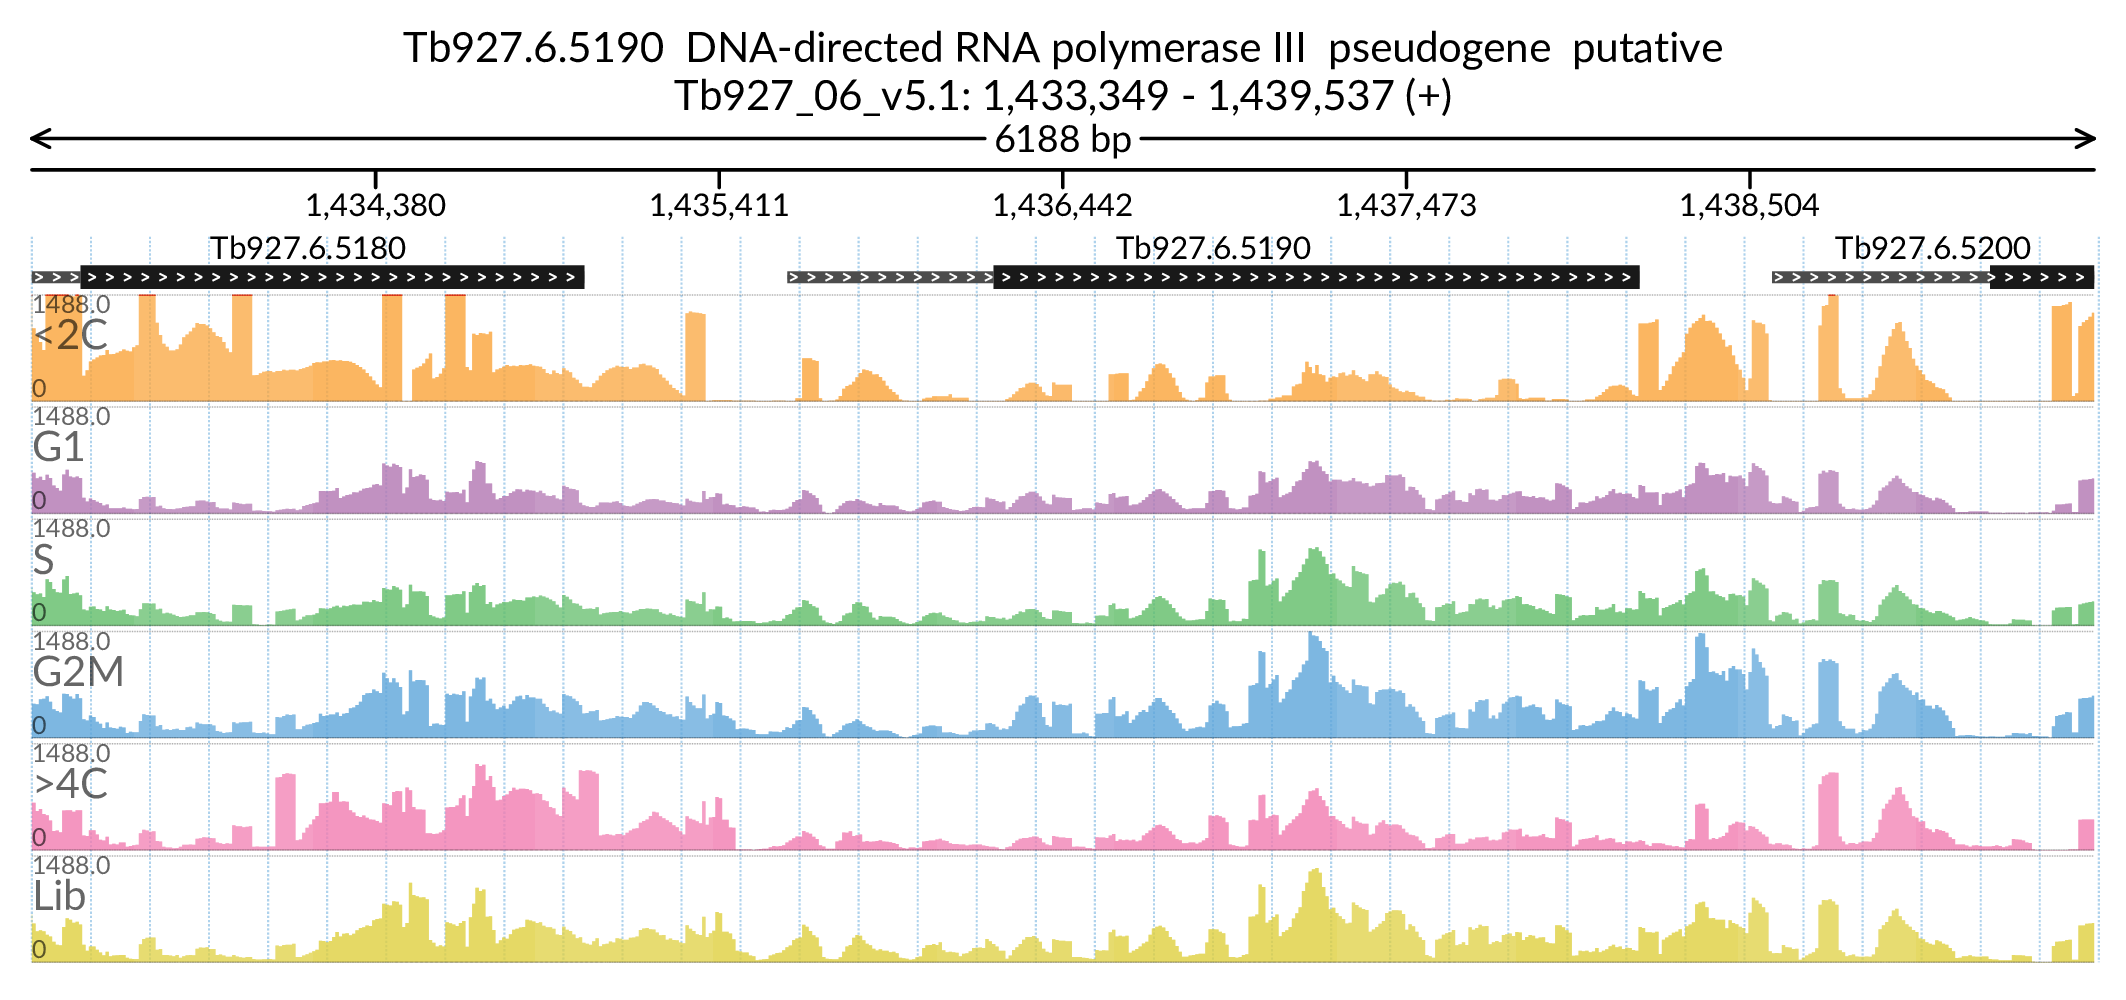 Tb927.6.5190 DNA-directed RNA polymerase III pseudogene putative
Tb927_06_v5.1: 1,433,349 - 1,439,537 (+)
6188 bp
1,434,380 1,435,411 1,436,442 1,437,473 1,438,504
Tb927.6.5180 Tb927.6.5190 Tb927.6.5200
1488.0
<2C
0
1488.0
G1
0
1488.0
S
0
1488.0
G2M
0
1488.0
>4C
0
1488.0
Lib
0